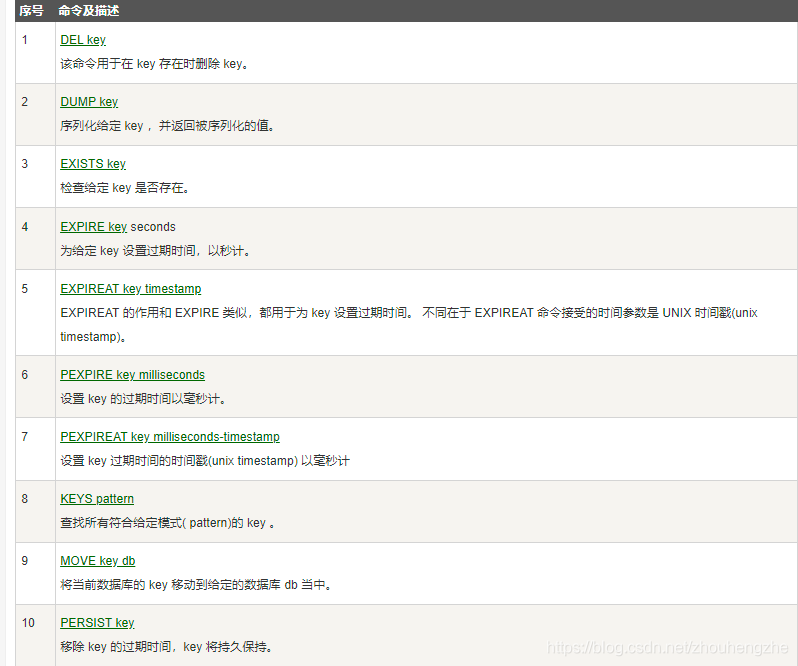 序号 命令及描述
1 DEL key
该命令用于在 key 存在时删除 key。
2 DUMP key
序列化给定 key ，并返回被序列化的值。
3 EXISTS key
检查给定 key 是否存在。
4 EXPIRE key seconds
为给定 key 设置过期时间，以秒计。
5 EXPIREAT key timestamp
EXPIREAT 的作用和 EXPIRE 类似，都用于为 key 设置过期时间。 不同在于 EXPIREAT 命令接受的时间参数是 UNIX 时间戳(unix
timestamp)。
6 PEXPIRE key milliseconds
设置 key 的过期时间以毫秒计。
7 PEXPIREAT key milliseconds-timestamp
设置 key 过期时间的时间戳(unix timestamp) 以毫秒计
8 KEYS pattern
查找所有符合给定模式( pattern)的 key 。
9 MOVE key db
将当前数据库的 key 移动到给定的数据库 db 当中。
10 PERSIST key
移除 key 的过期时间，key 将持久保持。
https://blog.csdn.net/zhouhengzhe